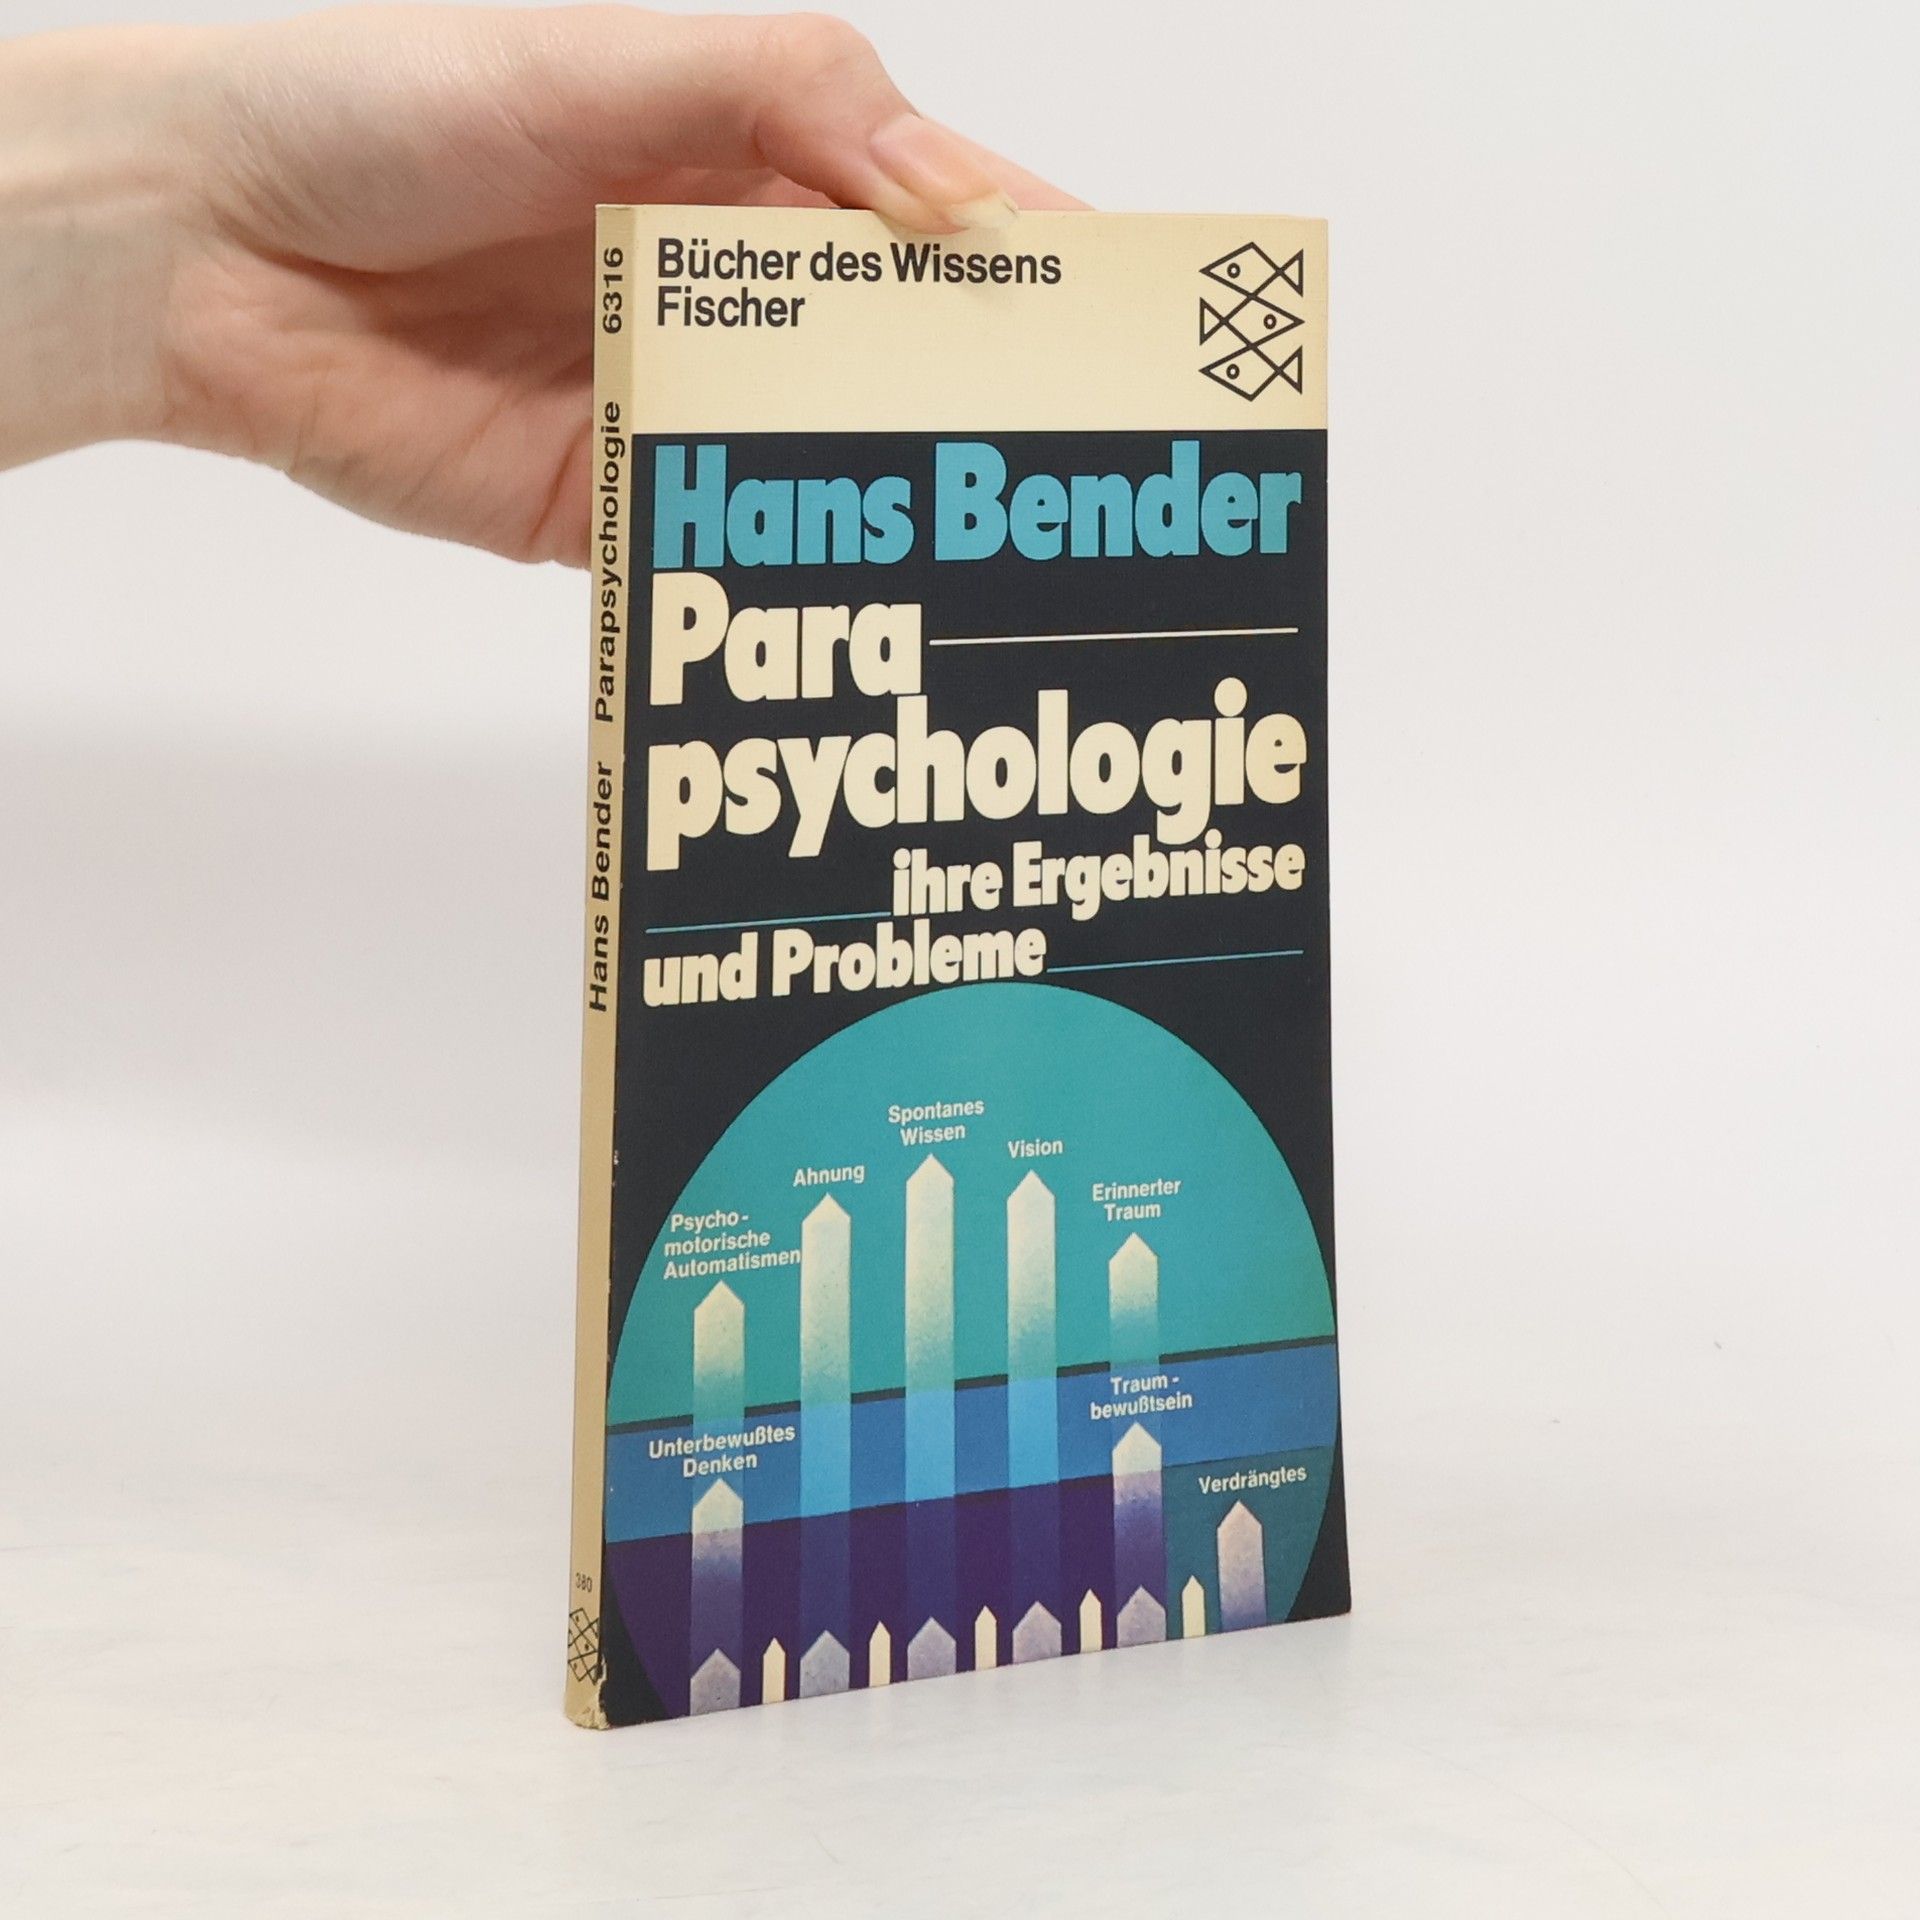 Bücher des Wissens
Fischer
Hans Bender
Para
psychologie
ihre Ergebnisse
und Probleme
Spontanes
Wissen
Vision
Ahnung
Erinnerter
Traum
Psycho-
motorische
Automatismen
Traum-
bewußtsein
Unterbewußtes
Denken
Verdrängtes
Hans Bender Parapsychologie 6316
380